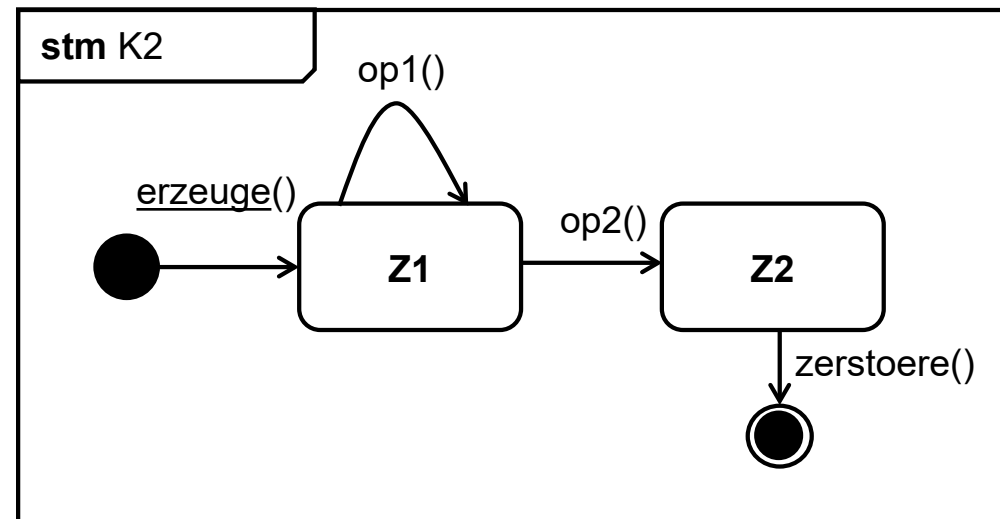 stm K2
op1()
erzeuge()
op2()
Z1
Z2
zerstoere()